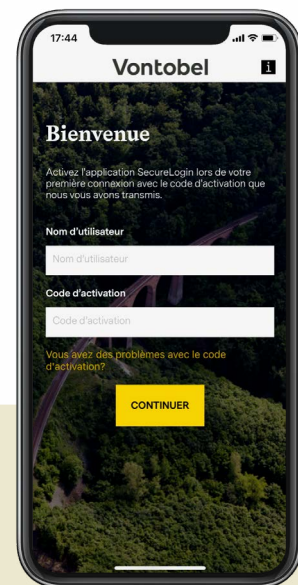 17:44
Vontobel
i
Bienvenue
Activez l'application SecureLogin lors de votre
première connexion avec le code d'activation que
nous vous avons transmis.
Nom d'utilisateur
Nom d'utilisateur
Code d'activation
Code d'activation
Vous avez des problèmes avec le code
d'activation?
CONTINUER